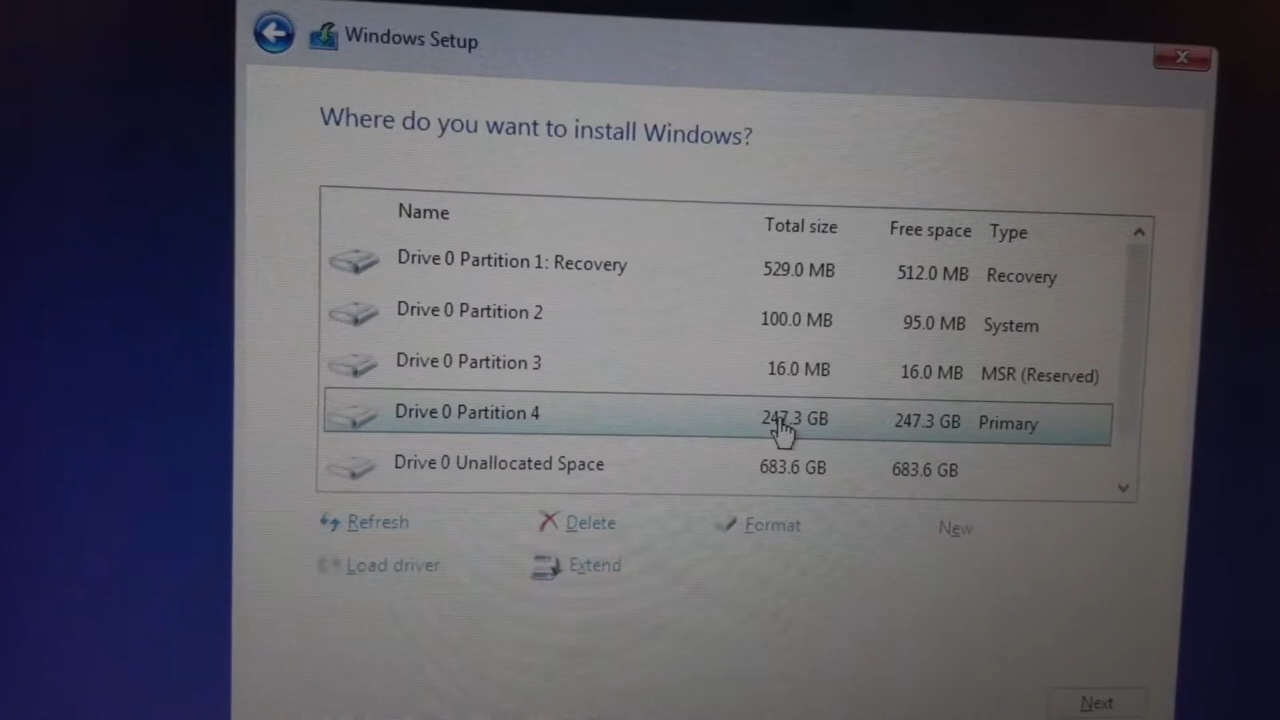 Windows Setup
Where do you want to install Windows?
Name Total size Free space Type
Drive 0 Partition 1: Recovery 529.0 MB 512.0 MB Recovery
Drive 0 Partition 2 100.0 MB 95.0 MB System
Drive 0 Partition 3 16.0 MB 16.0 MB MSR (Reserved)
Drive 0 Partition 4 247.3 GB 247.3 GB Primary
Drive 0 Unallocated Space 683.6 GB 683.6 GB
Refresh Delete Format New
Load driver Extend
Next